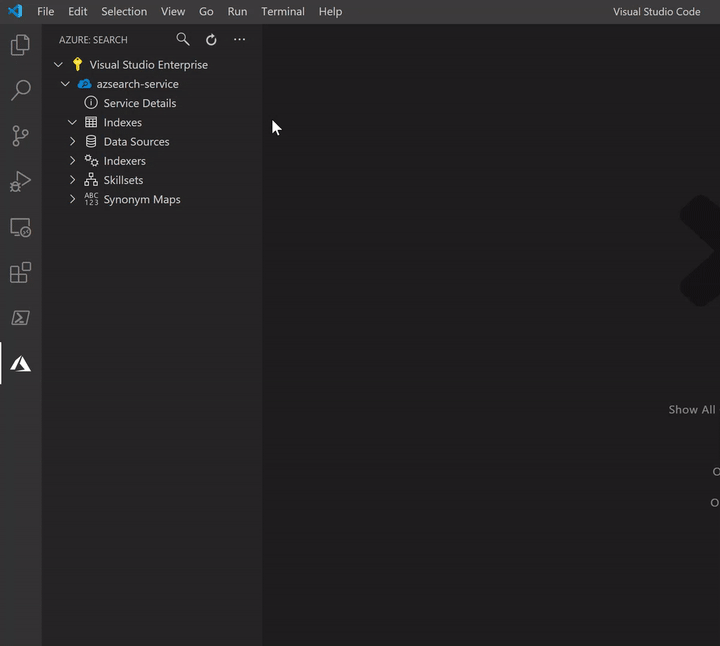 File Edit Selection View Go Run Terminal Help Visual Studio Code
AZURE: SEARCH
Visual Studio Enterprise
azsearch-service
Service Details
Indexes
Data Sources
Indexers
Skillsets
ABC
123
Synonym Maps
Show All
O
O